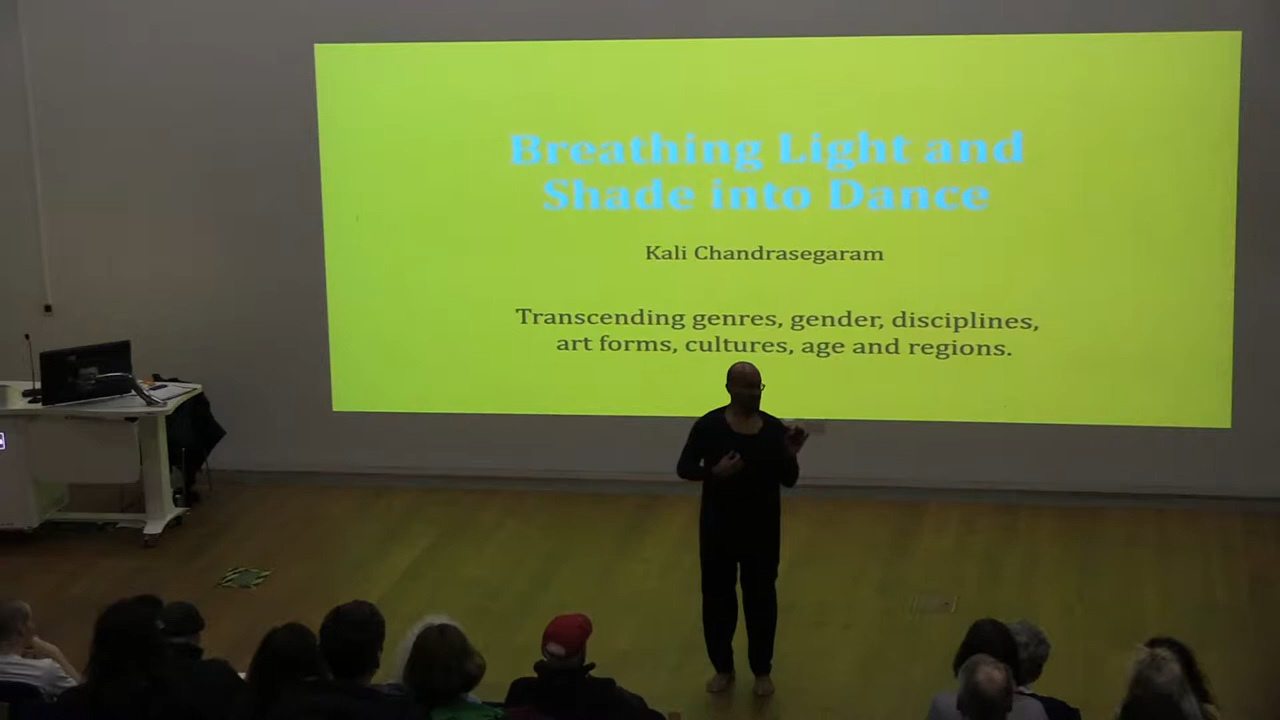 Breathing Light and
Shade into Dance
Kali Chandrasegaram
Transcending genres, gender, disciplines,
art forms, cultures, age and regions.